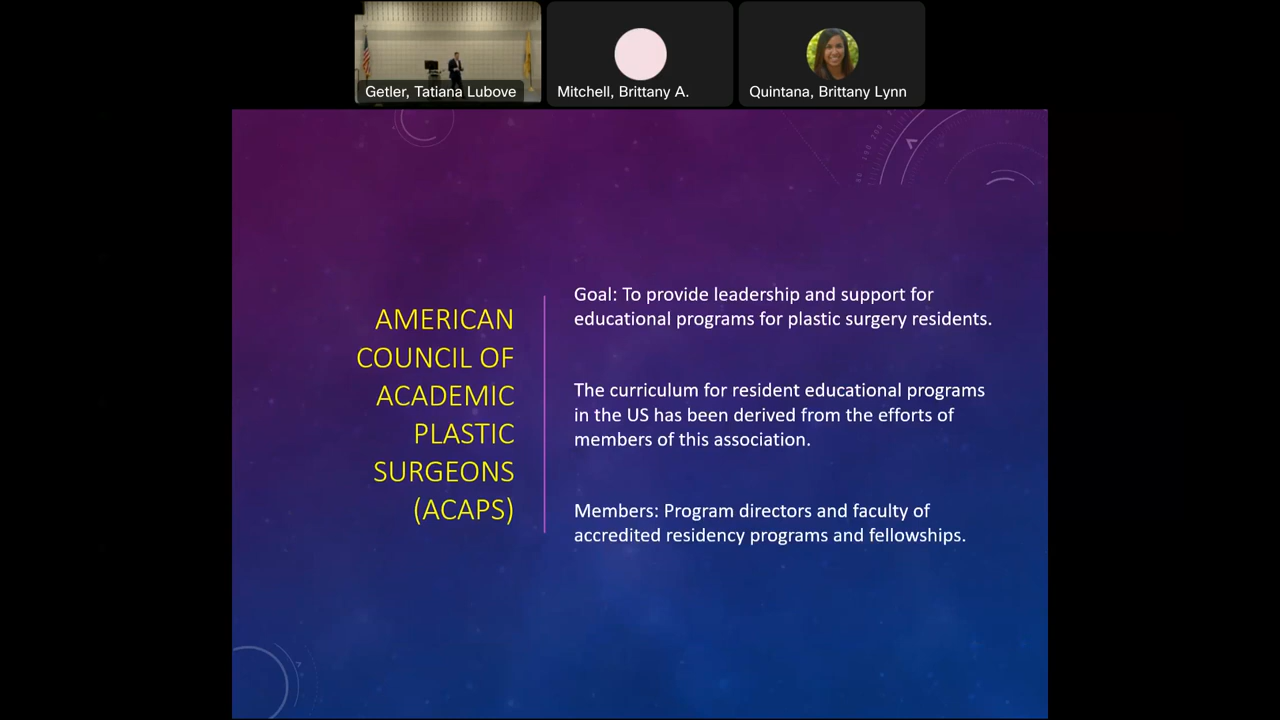 Getler, Tatiana Lubove
Mitchell, Brittany A.
Quintana, Brittany Lynn
AMERICAN
COUNCIL OF
ACADEMIC
PLASTIC
SURGEONS
(ACAPS)
Goal: To provide leadership and support for
educational programs for plastic surgery residents.
The curriculum for resident educational programs
in the US has been derived from the efforts of
members of this association.
Members: Program directors and faculty of
accredited residency programs and fellowships.